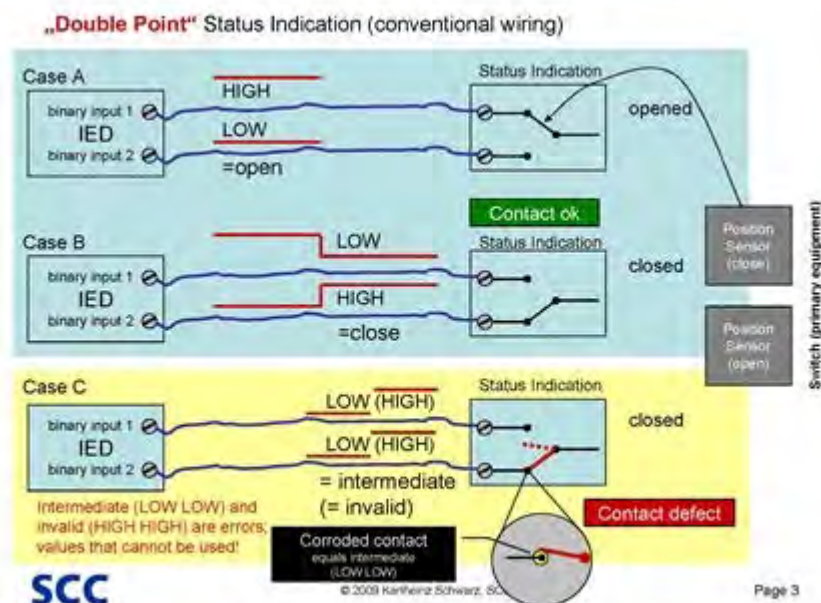 „Double Point“ Status Indication (conventional wiring)
Case A
HIGH
binary input 1
IED
binary input 2
LOW
=open
Status Indication
opened
Contact ok
Position
Sensor
(close)
Case B
LOW
binary input 1
IED
binary input 2
HIGH
=close
Status Indication
closed
Position
Sensor
(open)
Switch (primary equipment)
Case C
LOW (HIGH)
binary input 1
IED
binary input 2
LOW (HIGH)
= intermediate
(= invalid)
Status Indication
closed
Intermediate (LOW LOW) and
invalid (HIGH HIGH) are errors,
values that cannot be used!
Contact defect
Corroded contact
equals intermediate
(LOW LOW)
SCC
© 2009 Karlheinz Schwarz, SC
Page 3